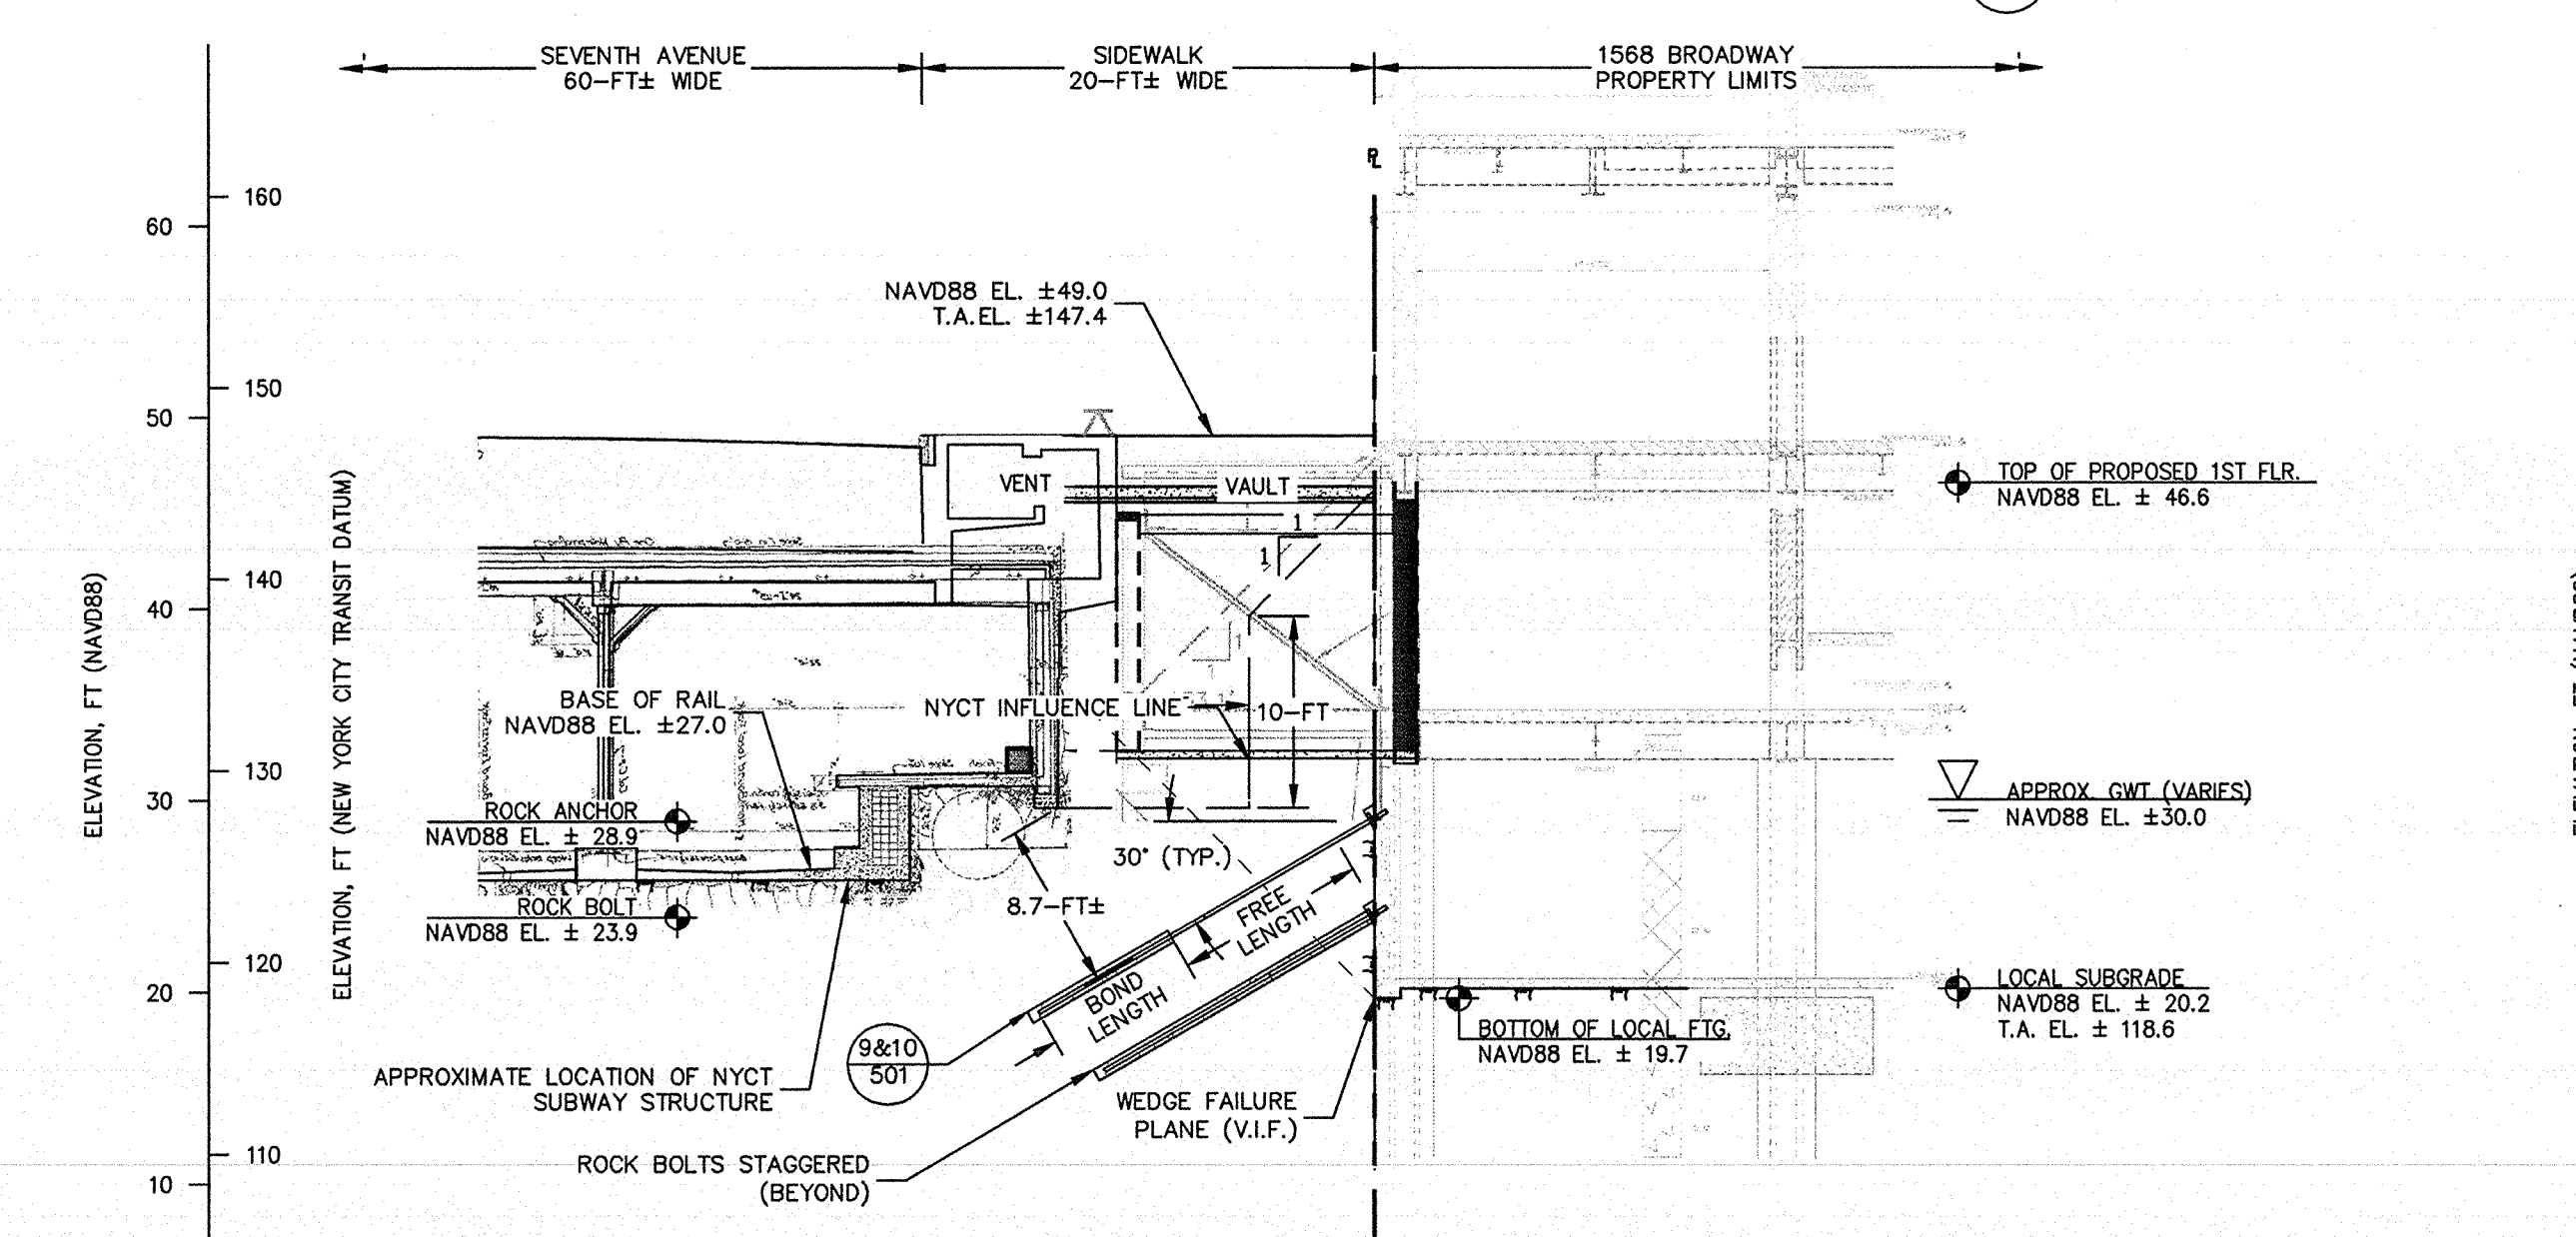 SEVENTH AVENUE
60-FT± WIDE
SIDEWALK
20-FT± WIDE
1568 BROADWAY
PROPERTY LIMITS
PL
160
60
NAVD88 EL. ±49.0
T.A.EL. ±147.4
150
50
VENT
VAULT
TOP OF PROPOSED 1ST FLR.
NAVD88 EL. ± 46.6
1
1
140
40
ELEVATION, FT (NAVD88)
ELEVATION, FT (NEW YORK CITY TRANSIT DATUM)
BASE OF RAIL
NAVD88 EL. ±27.0
NYCT INFLUENCE LINE
10-FT
130
30
APPROX. GWT (VARIES)
NAVD88 EL. ±30.0
ROCK ANCHOR
NAVD88 EL. ± 28.9
30° (TYP.)
8.7-FT±
FREE
LENGTH
ROCK BOLT
NAVD88 EL. ± 23.9
120
20
BOND
LENGTH
LOCAL SUBGRADE
NAVD88 EL. ± 20.2
T.A. EL. ± 118.6
BOTTOM OF LOCAL FTG.
NAVD88 EL. ± 19.7
9&10
501
APPROXIMATE LOCATION OF NYCT
SUBWAY STRUCTURE
WEDGE FAILURE
PLANE (V.I.F.)
110
10
ROCK BOLTS STAGGERED
(BEYOND)